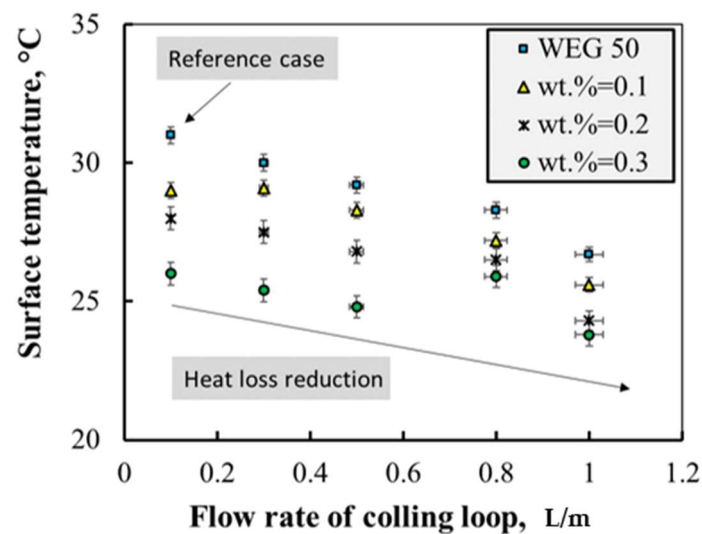 35
30
25
20
0
0.2
0.4
0.6
0.8
1
1.2
Surface temperature, °C
Flow rate of colling loop, L/m
Reference case
WEG 50
wt.%=0.1
wt.%=0.2
wt.%=0.3
Heat loss reduction